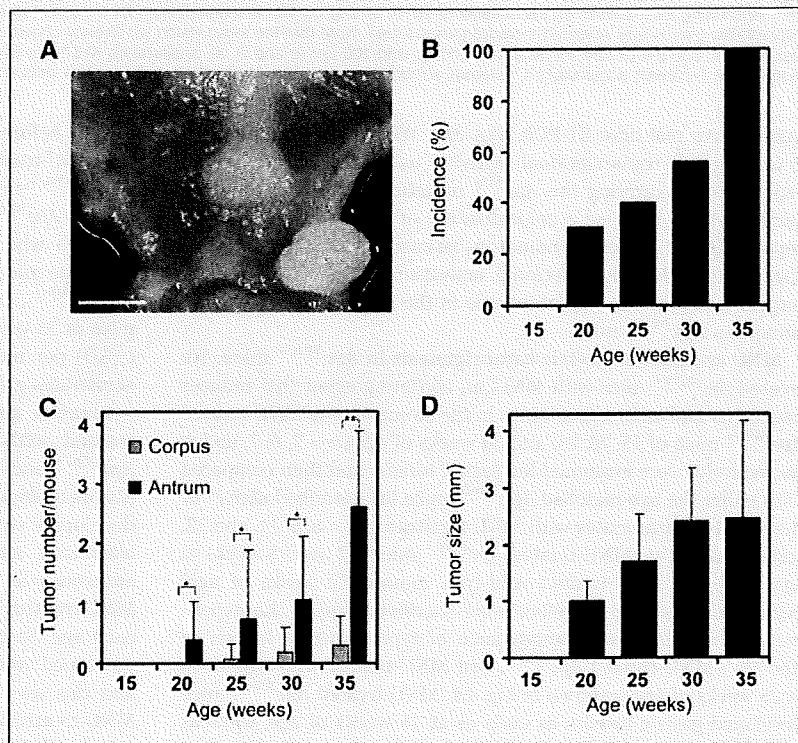 A
B
Incidence (%)
100
80
60
40
20
0
15 20 25 30 35
Age (weeks)
C
Tumor number/mouse
4
2
1
0
Corpus
Antrum
*
*
*
**
15 20 25 30 35
Age (weeks)
D
Tumor size (mm)
4
3
2
1
0
15 20 25 30 35
Age (weeks)